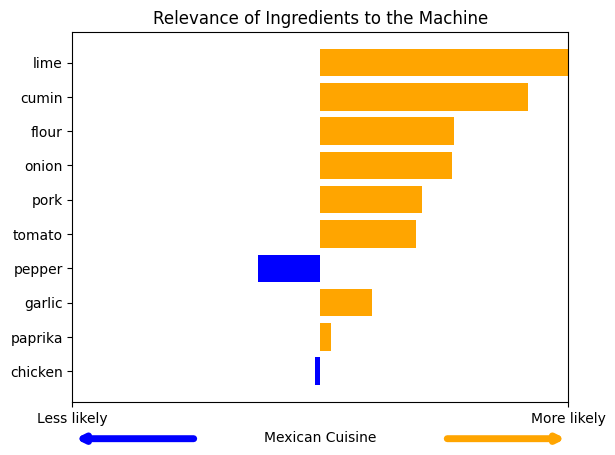 Relevance of Ingredients to the Machine
lime
cumin
flour
onion
pork
tomato
pepper
garlic
paprika
chicken
Less likely
More likely
Mexican Cuisine